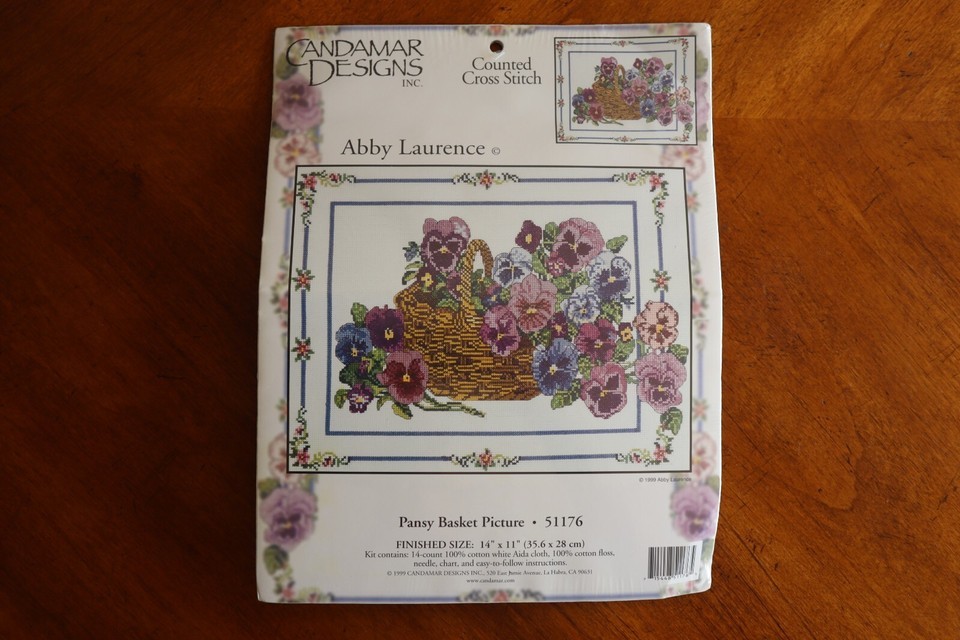 CANDAMAR
DESIGNS
INC.
Counted
Cross Stitch
Abby Laurence ©
© 1999 Abby Laurence
Pansy Basket Picture • 51176
FINISHED SIZE: 14" x 11" (35.6 x 28 cm)
Kit contains: 14-count 100% cotton white Aida cloth, 100% cotton floss,
needle, chart, and easy-to-follow instructions.
© 1999 CANDAMAR DESIGNS INC., 520 East Avenue, La Habra, CA 90631
www.candamar.com